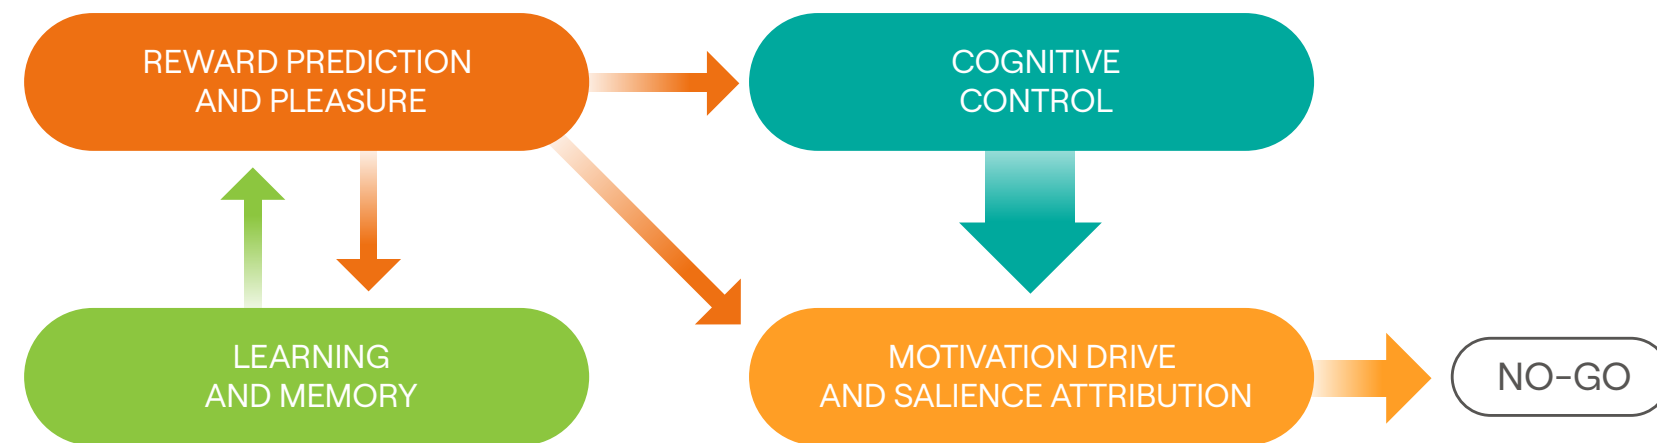 REWARD PREDICTION
AND PLEASURE
COGNITIVE
CONTROL
LEARNING
AND MEMORY
MOTIVATION DRIVE
AND SALIENCE ATTRIBUTION
NO-GO